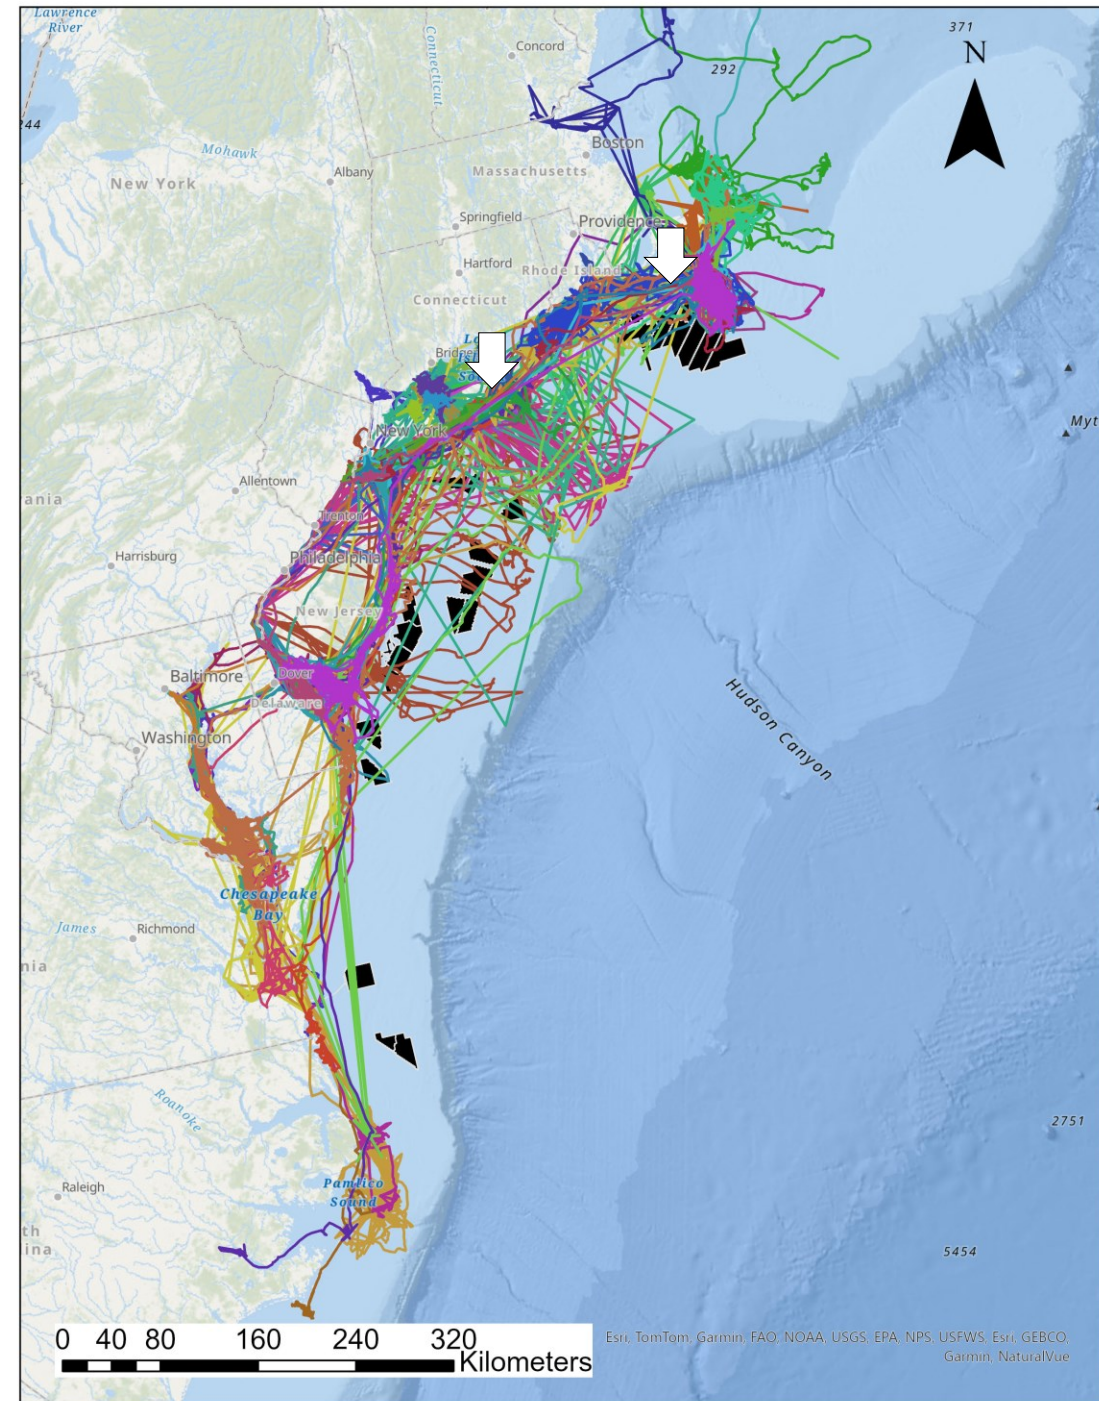 Lawrence
River
371
Concord
N
292
Connecticut
244
Boston
Mohawk
Massachusetts
Albany
New York
Springfield
Providence
Hartford
Rhode Island
Connecticut
Myt
New York
Allentown
vania
Trenton
Harrisburg
Philadelphia
New Jersey
Baltimore
Dover
Delaware
Hudson Canyon
Washington
Chesapeake
Bay
James
Richmond
nia
Roanoke
2751
Pamlico
Sound
Raleigh
th
ina
5454
0 40 80 160 240 320
Kilometers
Esri, TomTom, Garmin, FAO, NOAA, USGS, EPA, NPS, USFWS, Esri, GEBCO,
Garmin, NaturalVue